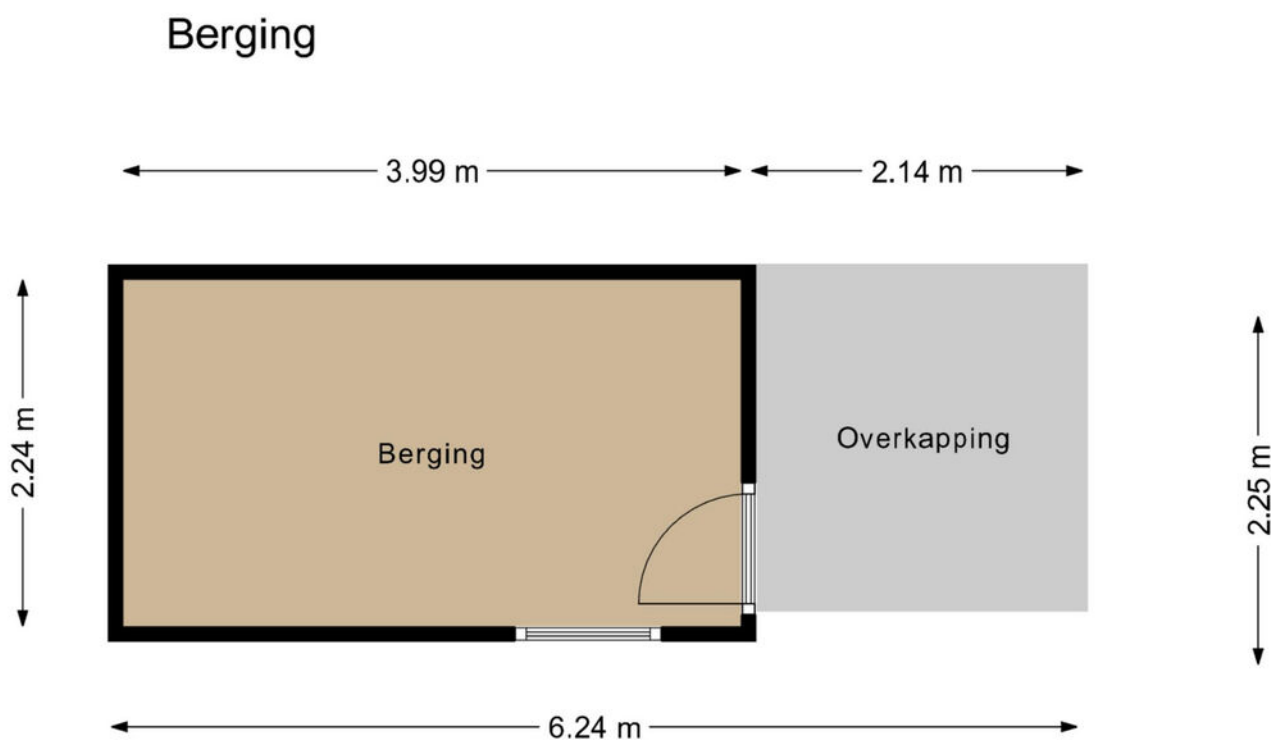 Berging
3.99 m
2.14 m
2.24 m
Berging
Overkapping
2.25 m
6.24 m